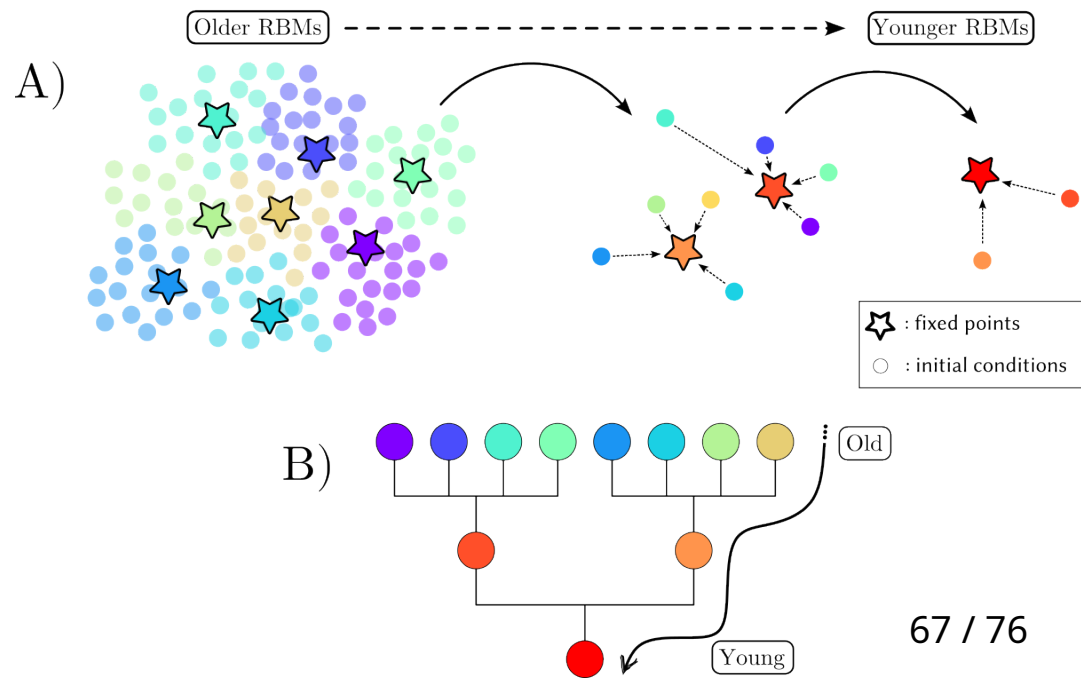 Older RBMs
Younger RBMs
A)
: fixed points
: initial conditions
B)
Old
Young
67 / 76